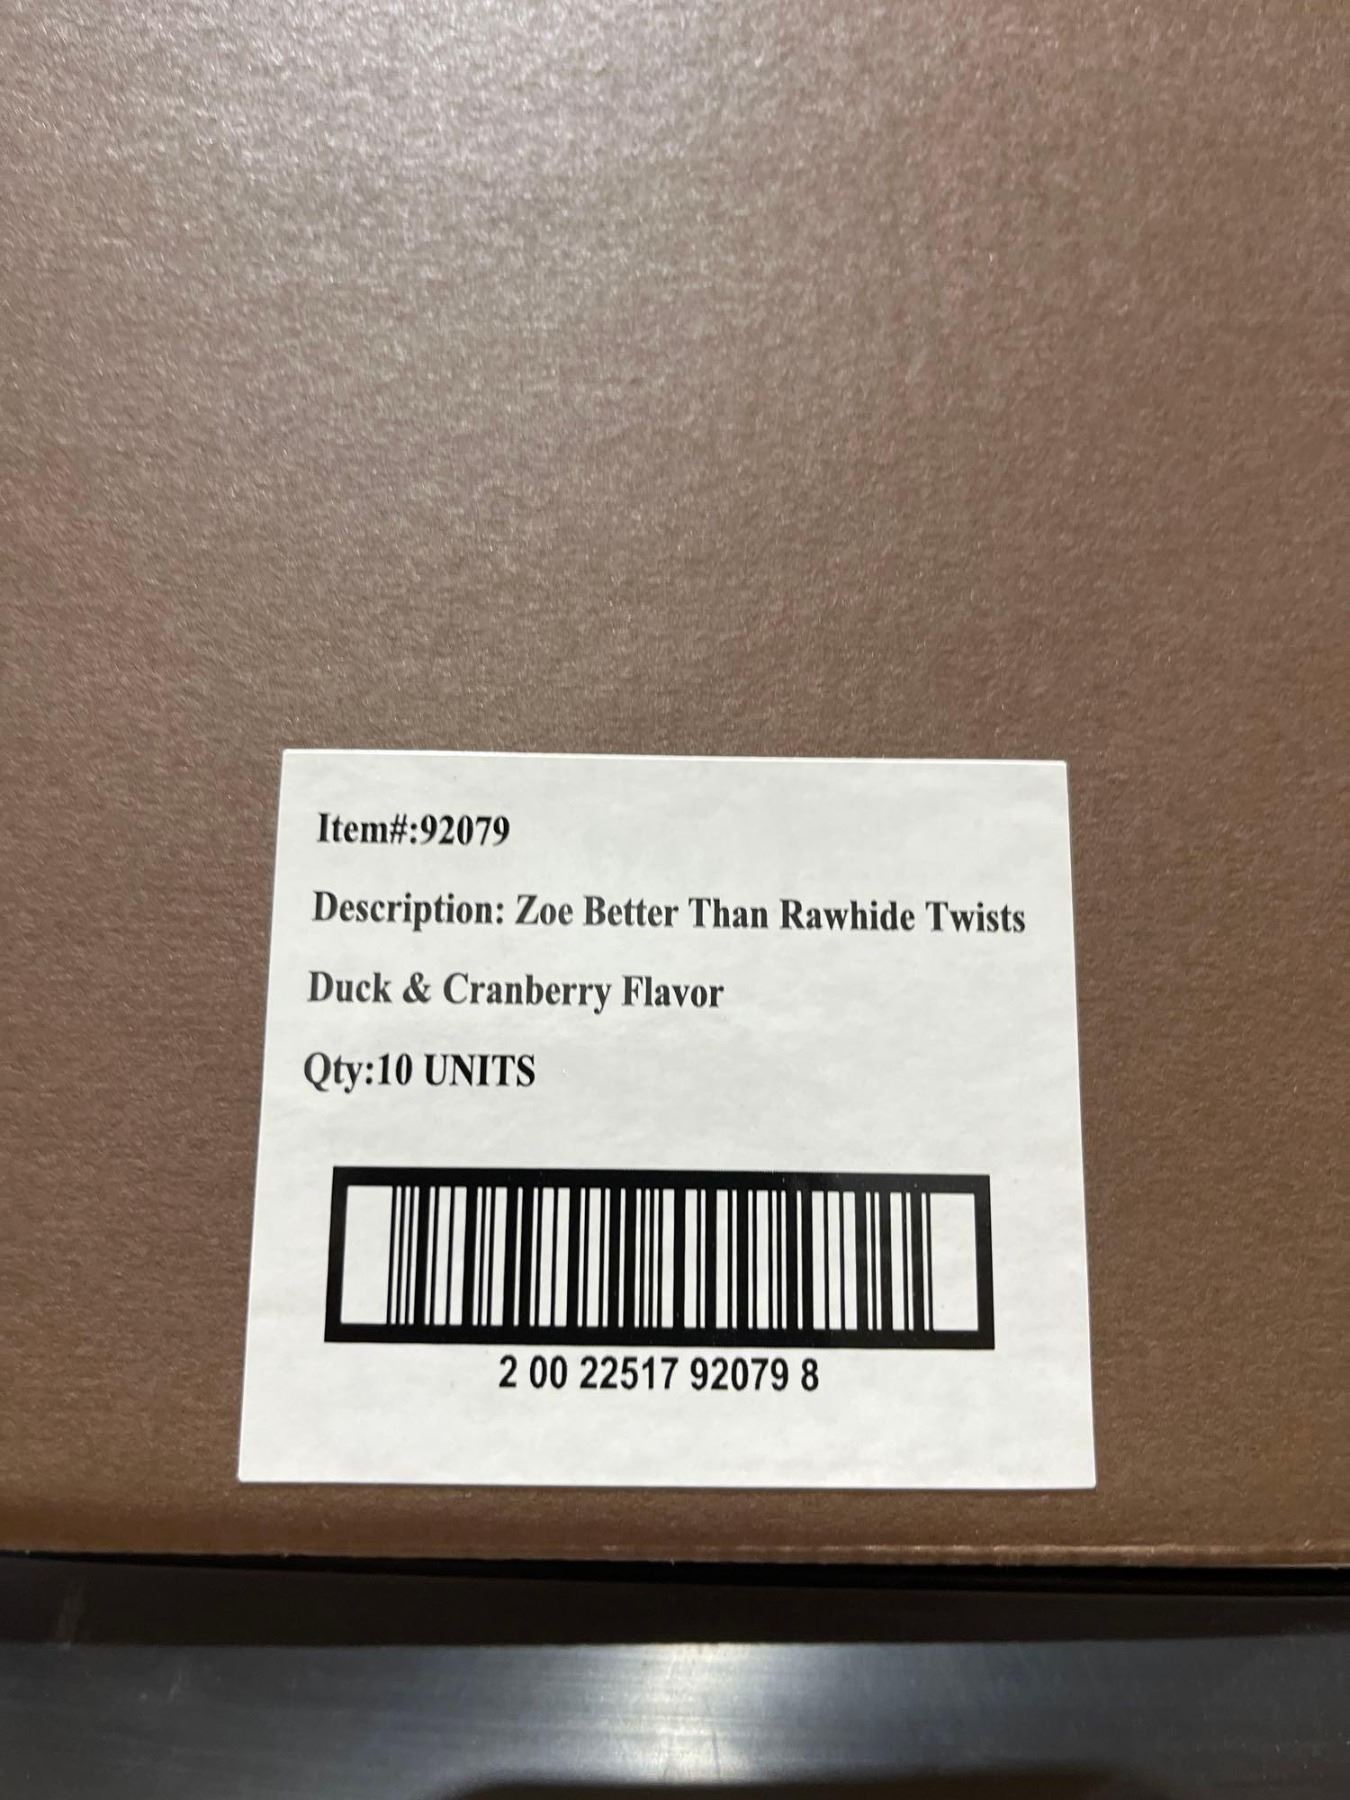 Item#:92079
Description: Zoe Better Than Rawhide Twists
Duck & Cranberry Flavor
Qty:10 UNITS
2 00 22517 92079 8